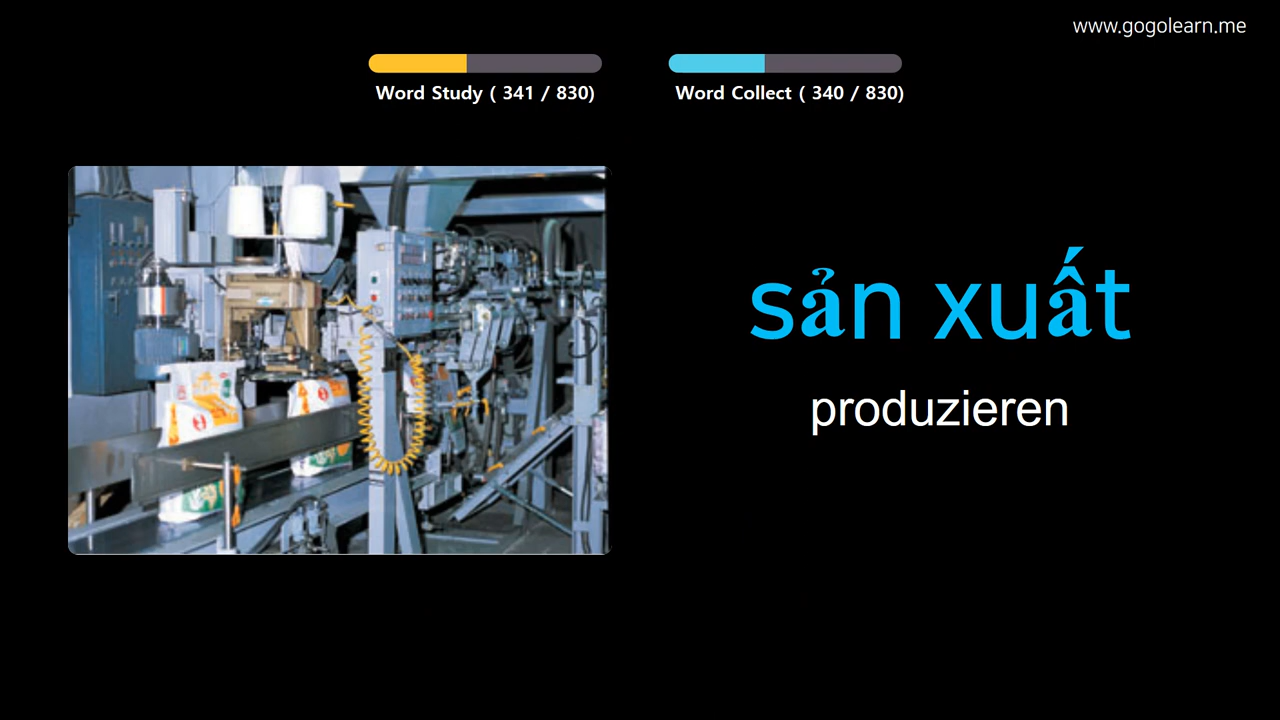 www.gogolearn.me
Word Study ( 341 / 830)
Word Collect ( 340 / 830)
sản xuất
produzieren